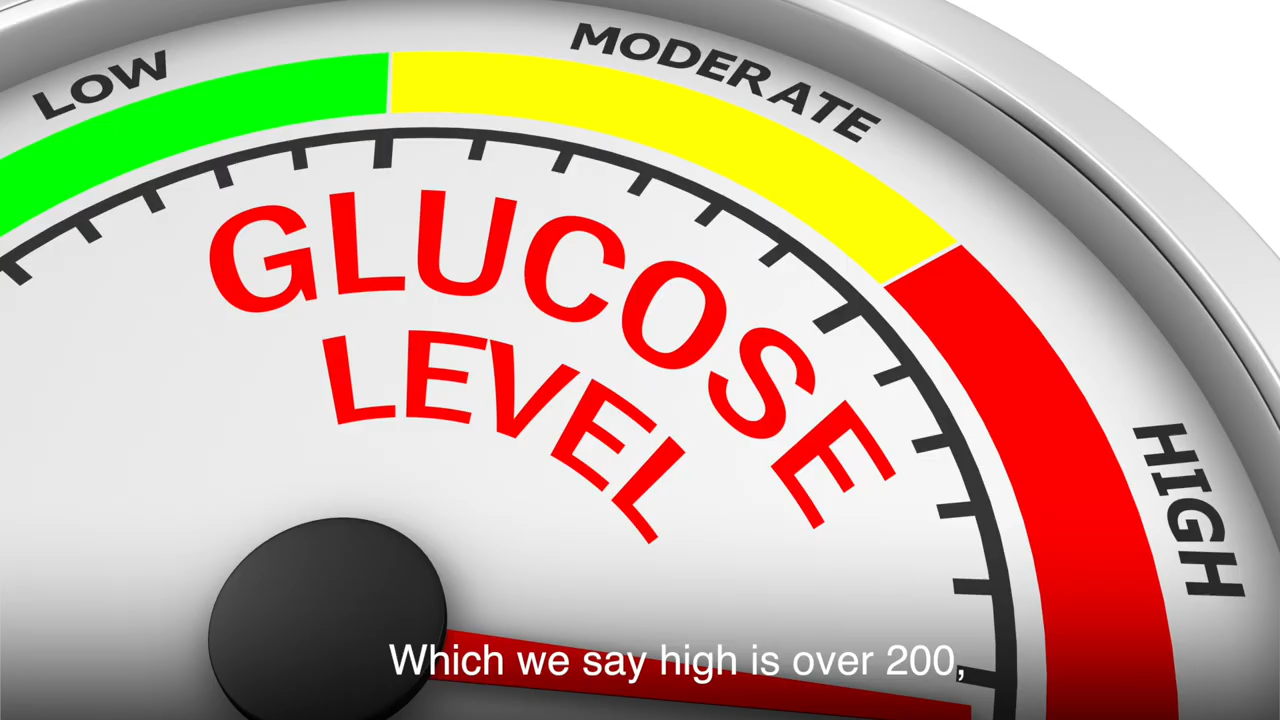 LOW
MODERATE
HIGH
GLUCOSE
LEVEL
Which we say high is over 200,